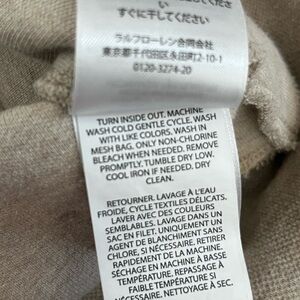 い
すぐに干してください
ラルフローレン合同会社
東京都千代田区永田町2-10-1
0120-3274-20
TURN INSIDE OUT. MACHINE
WASH COLD GENTLE CYCLE. WASH
WITH LIKE COLORS. WASH IN
MESH BAG. ONLY NON-CHLORINE
BLEACH WHEN NEEDED. REMOVE
PROMPTLY. TUMBLE DRY LOW.
COOL IRON IF NEEDED. DRY
CLEAN.
RETOURNER. LAVAGE À L'EAU
FROIDE, CYCLE TEXTILES DÉLICATS.
LAVER AVEC DES COULEURS
SEMBLABLES. LAVAGE DANS UN
SAC EN FILET, UNIQUEMENT UN
AGENT DE BLANCHIMENT SANS
CHLORE, SI NÉCESSAIRE. RETIRER
RAPIDEMENT DE LA MACHINE.
SÉCHAGE EN MACHINE À BASSE
TEMPÉRATURE. REPASSAGE À
FAIBLE TEMPÉRATURE SI
NÉCESSAIRE. NETTOYAGE À SEC.